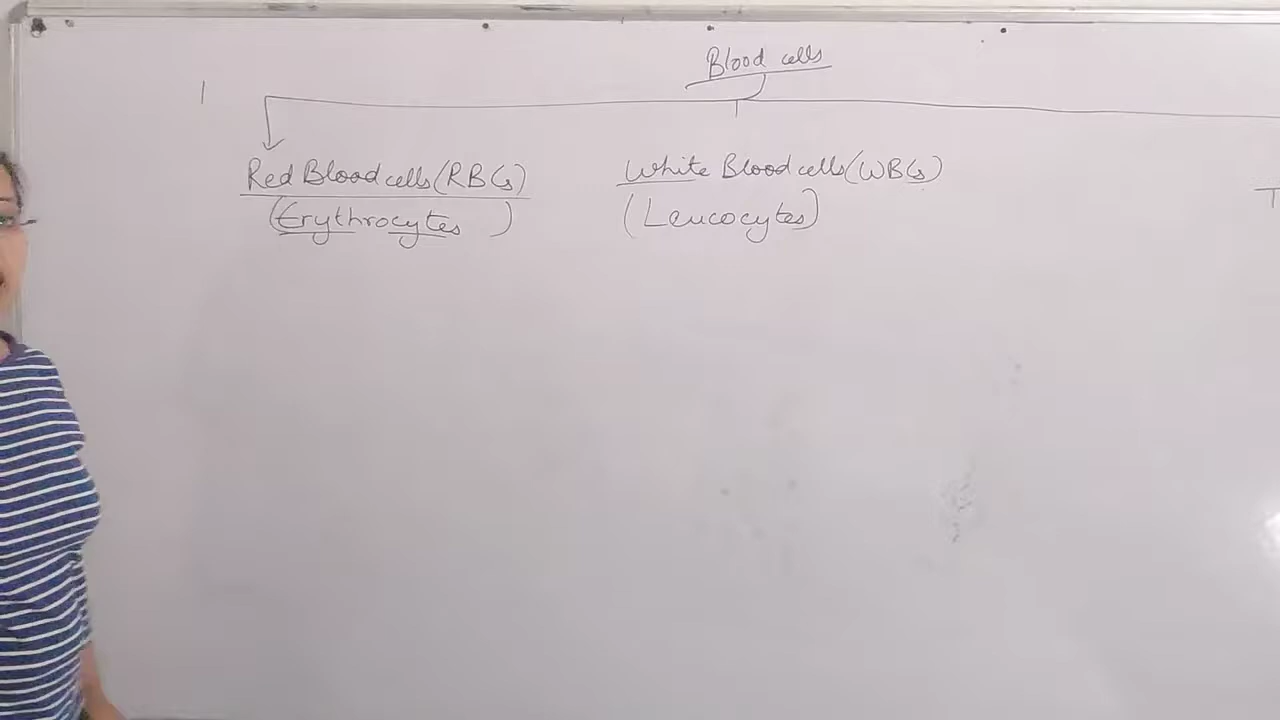 Blood cells
Red Blood cells (RBCs)
(Erythrocytes)
White Blood cells (WBCs)
(Leucocytes)
T